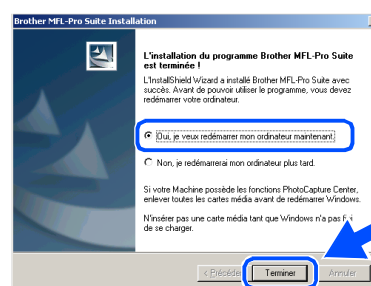 Brother MFL-Pro Suite Installation
L'installation du programme Brother MFL-Pro Suite
est terminée !
L'InstallShield Wizard a installé Brother MFL-Pro Suite avec
succès. Avant de pouvoir utiliser le programme, vous devez
redémarrer votre ordinateur.
Oui, je veux redémarrer mon ordinateur maintenant.
Non, je redémarrerai mon ordinateur plus tard.
Si votre Machine possède les fonctions PhotoCapture Center,
enlever toutes les cartes média avant de redémarrer Windows.
N'insérer pas une carte média tant que Windows n'a pas
de se charger.
< Précéden Terminer Annuler